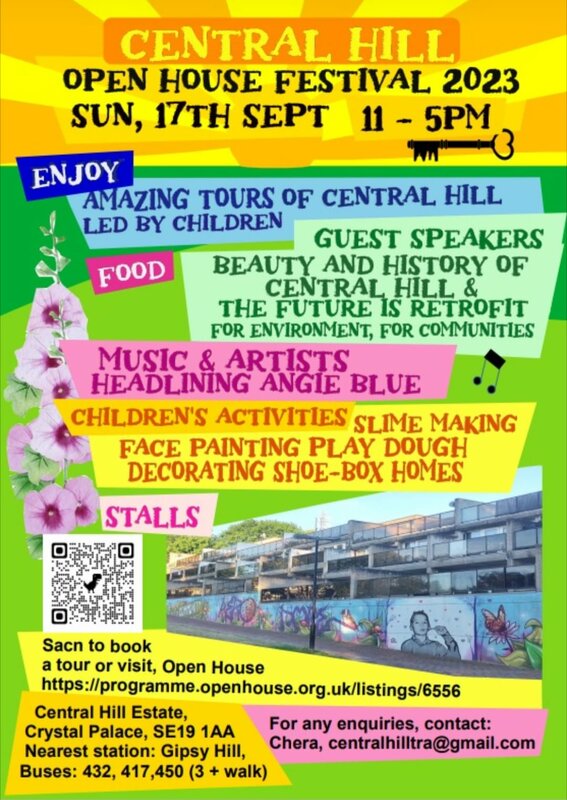 CENTRAL HILL
OPEN HOUSE FESTIVAL 2023
SUN, 17TH SEPT 11 - 5PM
ENJOY
AMAZING TOURS OF CENTRAL HILL
LED BY CHILDREN
GUEST SPEAKERS
FOOD
BEAUTY AND HISTORY OF
CENTRAL HILL &
THE FUTURE IS RETROFIT
FOR ENVIRONMENT, FOR COMMUNITIES
MUSIC & ARTISTS
HEADLINING ANGIE BLUE
CHILDREN'S ACTIVITIES SLIME MAKING
FACE PAINTING PLAY DOUGH
DECORATING SHOE-BOX HOMES
STALLS
Sacn to book
a tour or visit, Open House
https://programme.openhouse.org.uk/listings/6556
Central Hill Estate,
Crystal Palace, SE19 1AA
Nearest station: Gipsy Hill,
Buses: 432, 417,450 (3 + walk)
For any enquiries, contact:
Chera, centralhilltra@gmail.com